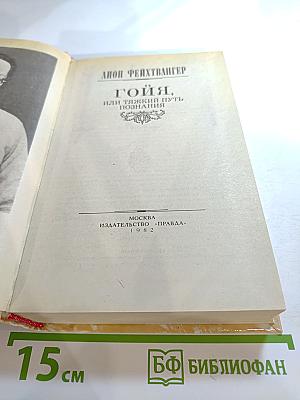 ЛИОН ФЕЙХТВАНГЕР
ГОЙЯ,
ИЛИ ТЯЖКИЙ ПУТЬ
ПОЗНАНИЯ
МОСКВА
ИЗДАТЕЛЬСТВО «ПРАВДА»
1982
15 см
БФ БИБЛИОФАН